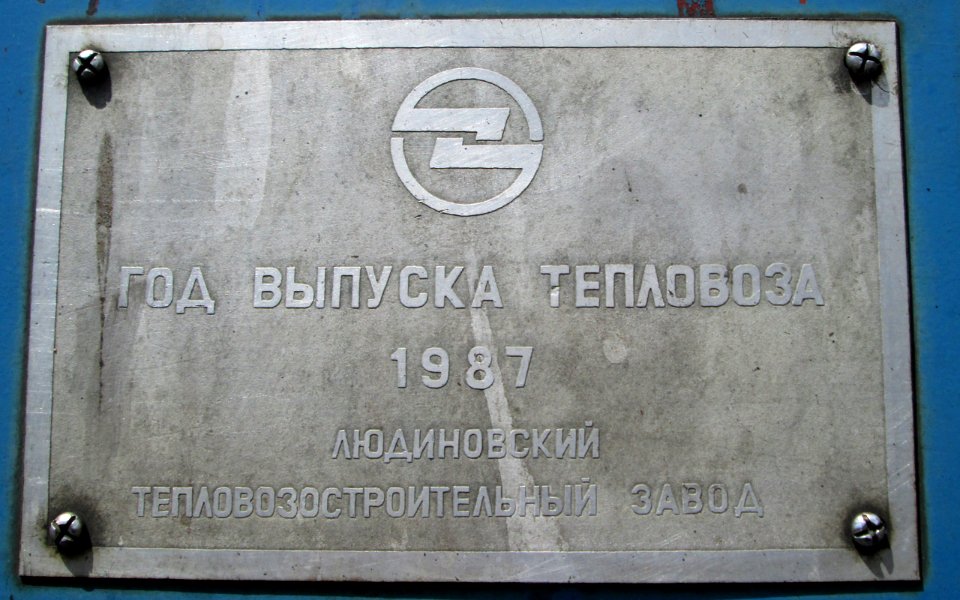 ГОД ВЫПУСКА ТЕПЛОВОЗА
1987
ЛЮДИНОВСКИЙ
ТЕПЛОВОЗОСТРОИТЕЛЬНЫЙ ЗАВОД